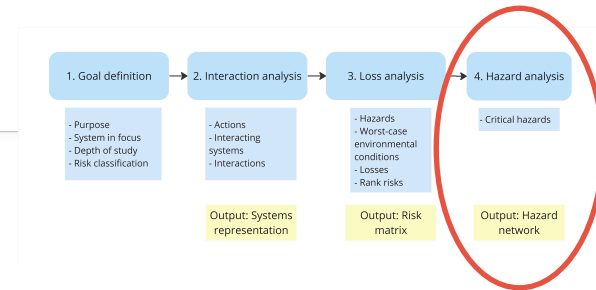 1. Goal definition
2. Interaction analysis
3. Loss analysis
4. Hazard analysis
- Purpose
- System in focus
- Depth of study
- Risk classification
- Actions
- Interacting
systems
- Interactions
- Hazards
- Worst-case
environmental
conditions
- Losses
- Rank risks
- Critical hazards
Output: Systems
representation
Output: Risk
matrix
Output: Hazard
network